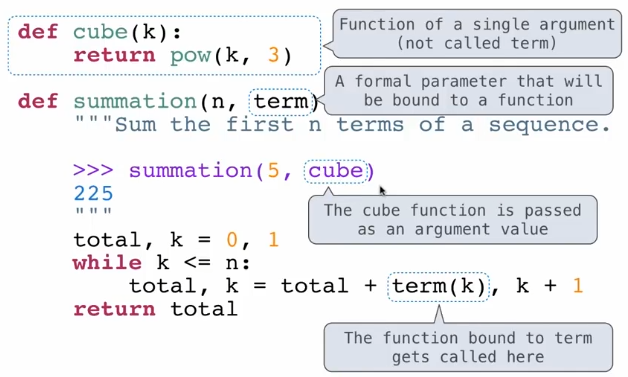 def cube(k):
    return pow(k, 3)
Function of a single argument
(not called term)
def summation(n, term)
A formal parameter that will
be bound to a function
    """Sum the first n terms of a sequence.
    >>> summation(5, cube)
    225
    """
The cube function is passed
as an argument value
    total, k = 0, 1
    while k <= n:
        total, k = total + term(k), k + 1
    return total
The function bound to term
gets called here